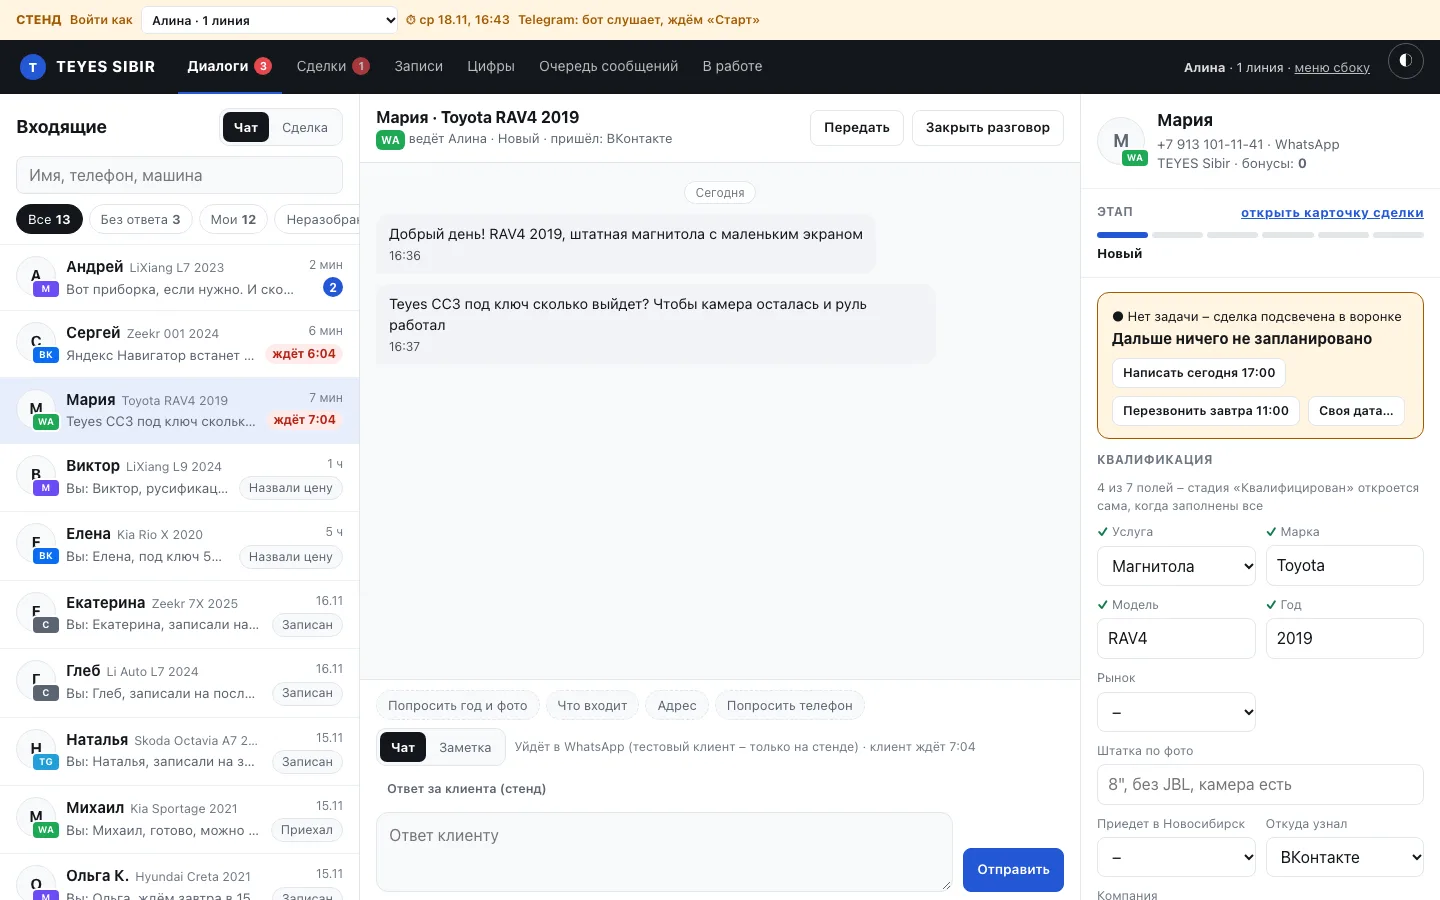 СТЕНД Войти как Алина · 1 линия ⏱ ср 18.11, 16:43 Telegram: бот слушает, ждём «Старт»
T TEYES SIBIR Диалоги 3 Сделки 1 Записи Цифры Очередь сообщений В работе Алина · 1 линия · меню сбоку
Входящие Чат Сделка
Имя, телефон, машина
Все 13 Без ответа 3 Мои 12 Неразобран
А M Андрей LiXiang L7 2023 2 мин
Вот приборка, если нужно. И ско... 2
С ВК Сергей Zeekr 001 2024 6 мин
Яндекс Навигатор встанет ... ждёт 6:04
М WA Мария Toyota RAV4 2019 7 мин
Teyes CC3 под ключ скольк... ждёт 7:04
В M Виктор LiXiang L9 2024 1 ч
Вы: Виктор, русификац... Назвали цену
Е ВК Елена Kia Rio X 2020 5 ч
Вы: Елена, под ключ 5... Назвали цену
Е С Екатерина Zeekr 7X 2025 16.11
Вы: Екатерина, записали на... Записан
Г С Глеб Li Auto L7 2024 16.11
Вы: Глеб, записали на посл... Записан
Н TG Наталья Skoda Octavia A7 2... 15.11
Вы: Наталья, записали на з... Записан
М WA Михаил Kia Sportage 2021 15.11
Вы: Михаил, готово, можно ... Приехал
О M Ольга К. Hyundai Creta 2021 15.11
Вы: Ольга, ждём завтра в 15 Записан
Мария · Toyota RAV4 2019
WA ведёт Алина · Новый · пришёл: ВКонтакте
Передать Закрыть разговор
Сегодня
Добрый день! RAV4 2019, штатная магнитола с маленьким экраном
16:36
Teyes CC3 под ключ сколько выйдет? Чтобы камера осталась и руль
работал
16:37
Попросить год и фото Что входит Адрес Попросить телефон
Чат Заметка Уйдёт в WhatsApp (тестовый клиент – только на стенде) · клиент ждёт 7:04
Ответ за клиента (стенд)
Ответ клиенту
Отправить
М WA Мария
+7 913 101-11-41 · WhatsApp
TEYES Sibir · бонусы: 0
ЭТАП открыть карточку сделки
Новый
● Нет задачи – сделка подсвечена в воронке
Дальше ничего не запланировано
Написать сегодня 17:00
Перезвонить завтра 11:00 Своя дата...
КВАЛИФИКАЦИЯ
4 из 7 полей – стадия «Квалифицирован» откроется
сама, когда заполнены все
✓ Услуга ✓ Марка
Магнитола Toyota
✓ Модель ✓ Год
RAV4 2019
Рынок
–
Штатка по фото
8", без JBL, камера есть
Приедет в Новосибирск Откуда узнал
– ВКонтакте
Компания